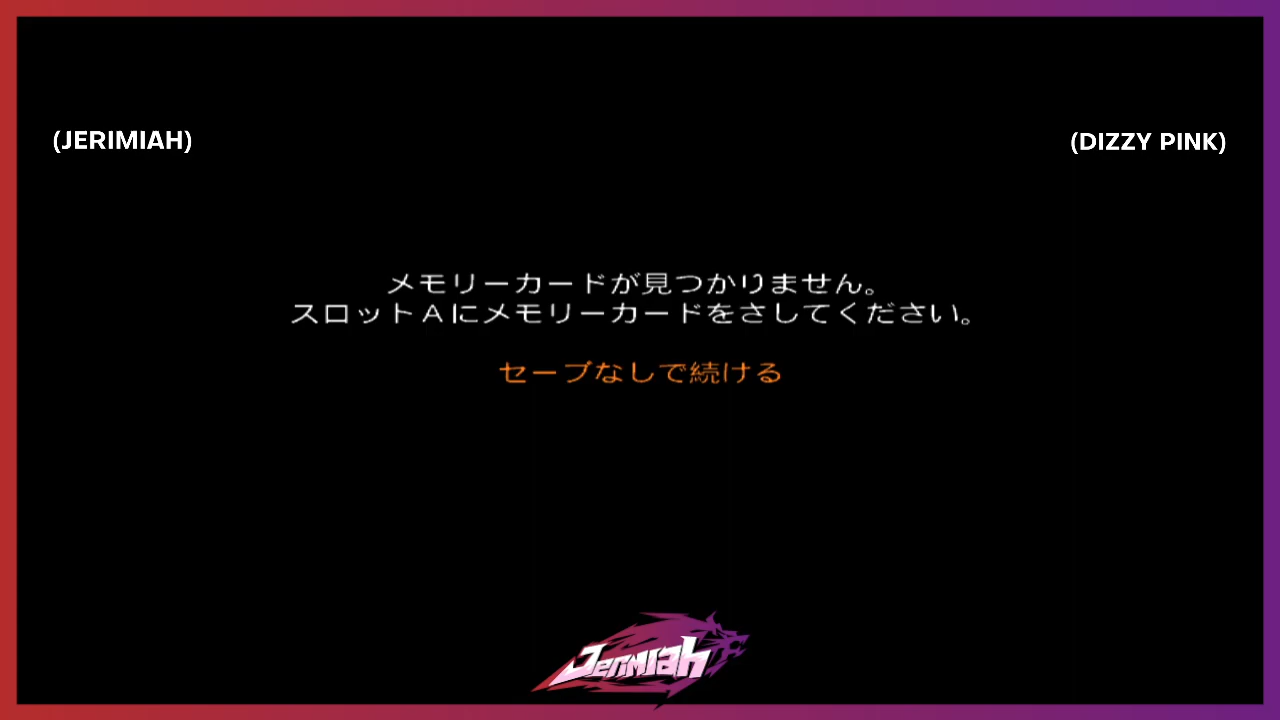 (JERIMIAH)
(DIZZY PINK)
メモリーカードが見つかりません。
スロットAにメモリーカードをさしてください。
セーブなしで続ける
Jerimiah